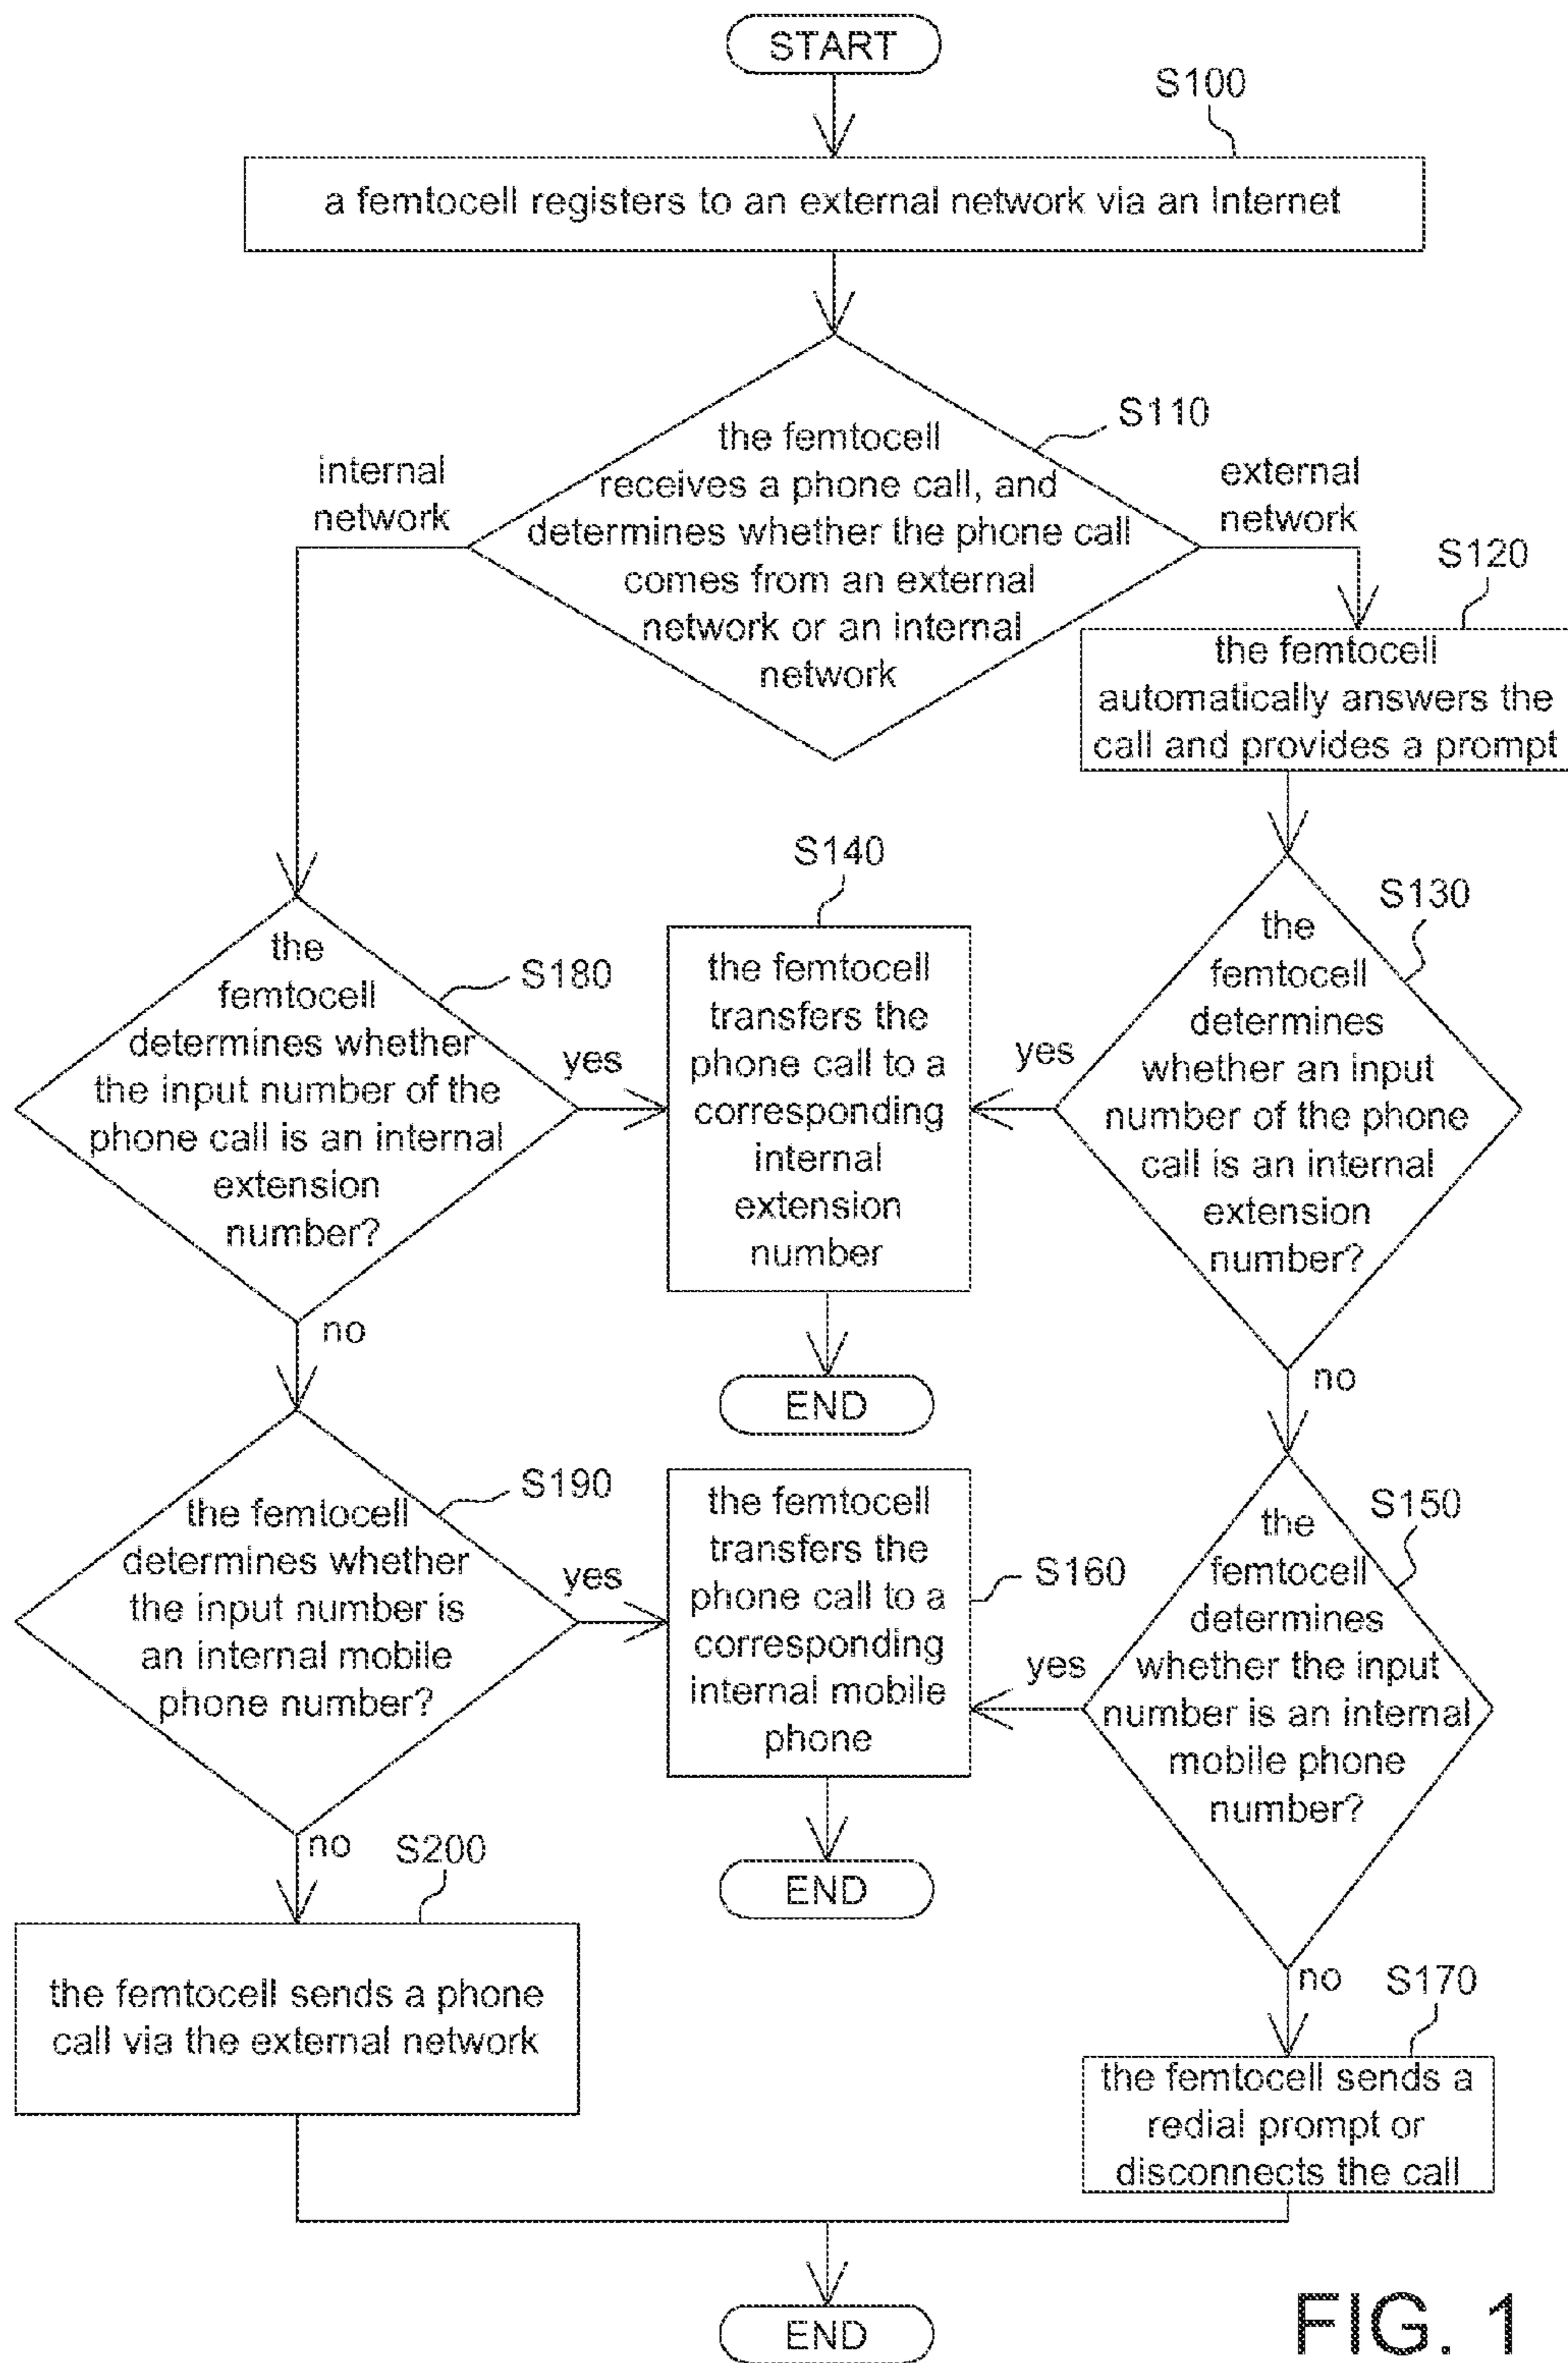 START
S100
a femtocell registers to an external network via an Internet
S110
the femtocell
receives a phone call, and
determines whether the phone call
comes from an external
network or an internal
network
internal
network
external
network
S120
the femtocell
automatically answers the
call and provides a prompt
S130
the
femtocell
determines
whether an input
number of the phone
call is an internal
extension
number?
yes
no
S140
the femtocell
transfers the
phone call to a
corresponding
internal
extension
number
END
S180
the
femtocell
determines whether
the input number of the
phone call is an internal
extension
number?
yes
no
S190
the femtocell
determines whether
the input number is
an internal mobile
phone number?
yes
no
S160
the femtocell
transfers the
phone call to a
corresponding
internal mobile
phone
END
S150
the
femtocell
determines
whether the input
number is an internal
mobile phone
number?
yes
no
S200
the femtocell sends a phone
call via the external network
S170
the femtocell sends a
redial prompt or
disconnects the call
END
FIG. 1